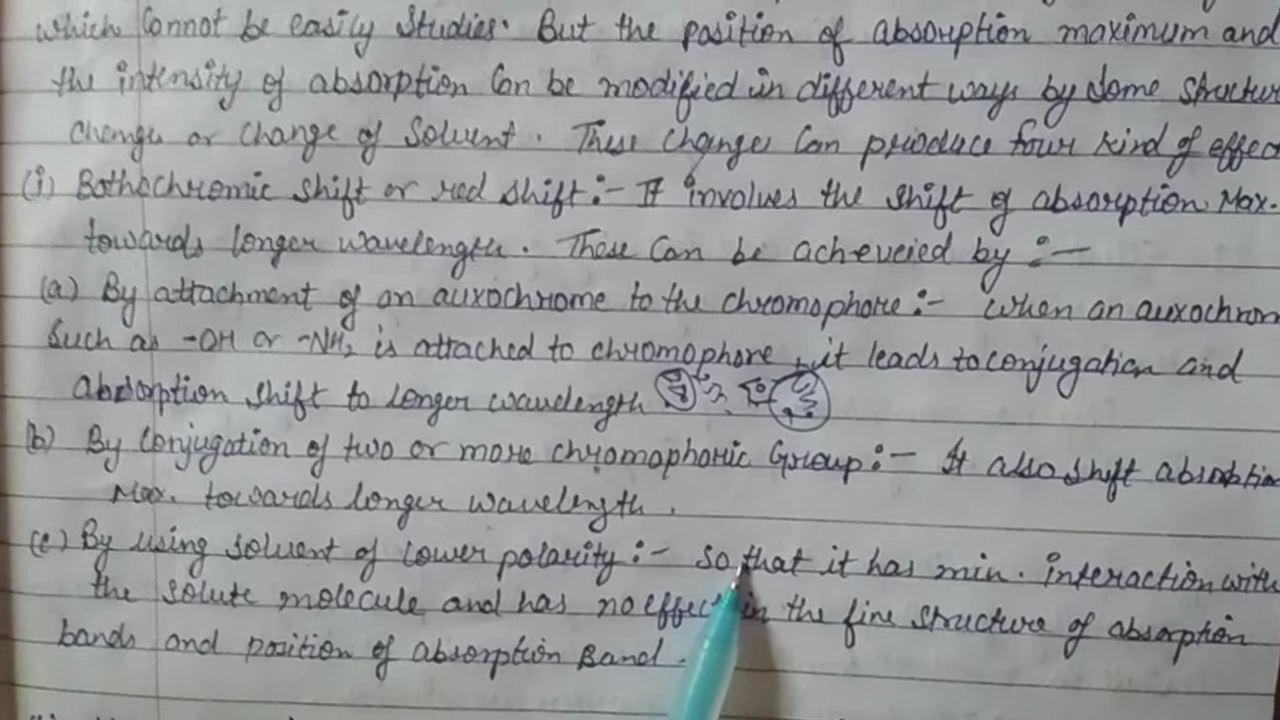 which Connot be easily Studies. But the position of absorption maximum and
the intensity of absorption Can be modified in different ways by some Structur
change or change of Solvent. These changes Can produce four kind of effect
(i) Bathochromic shift or red shift :- It involves the shift of absorption Max.
towards longer wavelength. These Can be acheveied by :-
(a) By attachment of an auxochrome to the chromophore :- When an auxochrom
Such as -OH or -NH2 is attached to chromophore, it leads to conjugation and
Absorption shift to longer wavelength
(b) By Conjugation of two or more chromophoric Group :- It also shift absorbtio
Max. towards longer wavelength.
(c) By using solvent of lower polarity :- So that it has min. interaction with
the solute molecule and has no effect in the fine structure of absorption
bands and position of absorption Band.